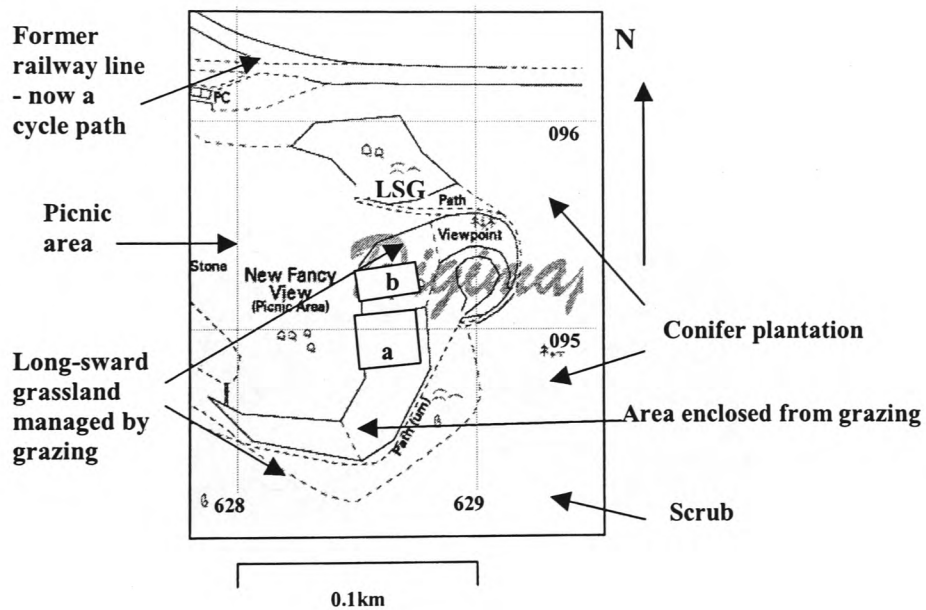 Former
railway line
- now a
cycle path
N
PC
096
LSG
Path
Picnic
area
Viewpoint
Stone
Digimap
New Fancy
View
(Picnic Area)
b
095
Conifer plantation
a
Long-sward
grassland
managed by
grazing
Area enclosed from grazing
Path (um)
628
629
Scrub
0.1km